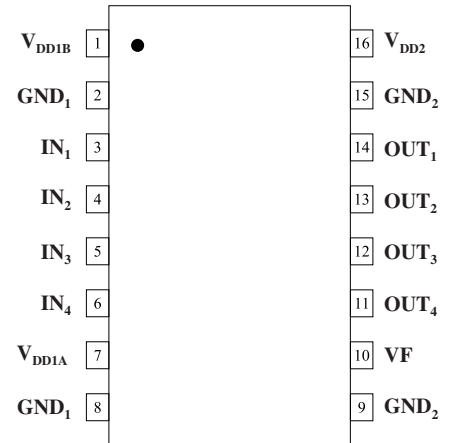 V_DD1B 1 16 V_DD2
GND_1 2 15 GND_2
IN_1 3 14 OUT_1
IN_2 4 13 OUT_2
IN_3 5 12 OUT_3
IN_4 6 11 OUT_4
V_DD1A 7 10 VF
GND_1 8 9 GND_2